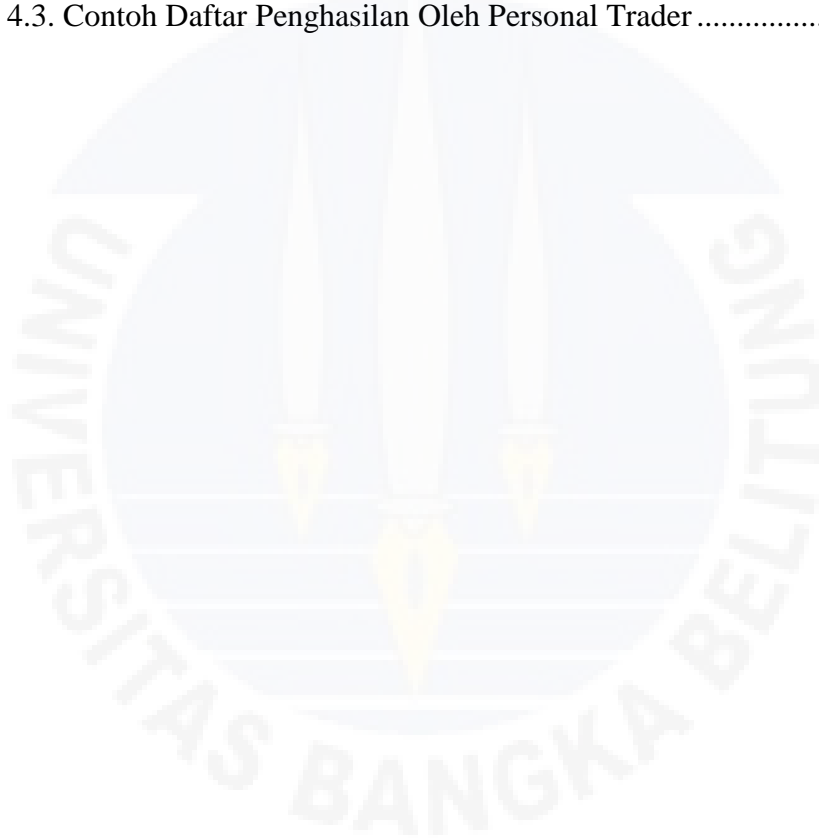 4.3. Contoh Daftar Penghasilan Oleh Personal Trader ................
UNIVERSITAS BANGKA BELITUNG